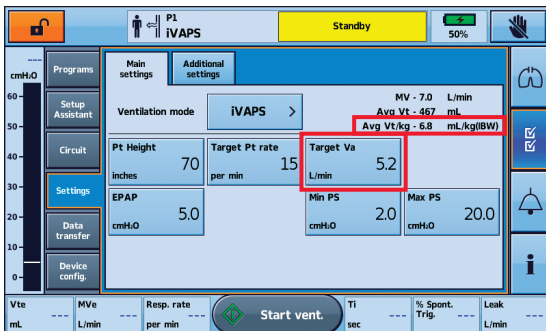 P1
iVAPS
Standby
50%
---
cmH₂O
60
50
40
30
20
10
0
Programs
Setup
Assistant
Circuit
Settings
Data
transfer
Device
config.
Main
settings
Additional
settings
Ventilation mode
iVAPS >
MV - 7.0 L/min
Avg Vt - 467 mL
Avg Vt/kg - 6.8 mL/kg(IBW)
Pt Height
70
inches
Target Pt rate
15
per min
Target Va
5.2
L/min
EPAP
5.0
cmH₂O
Min PS
2.0
cmH₂O
Max PS
20.0
cmH₂O
Vte
---
mL
MVe
---
L/min
Resp. rate
---
per min
Start vent.
Ti
---
sec
% Spont.
Trig.
---
Leak
---
L/min